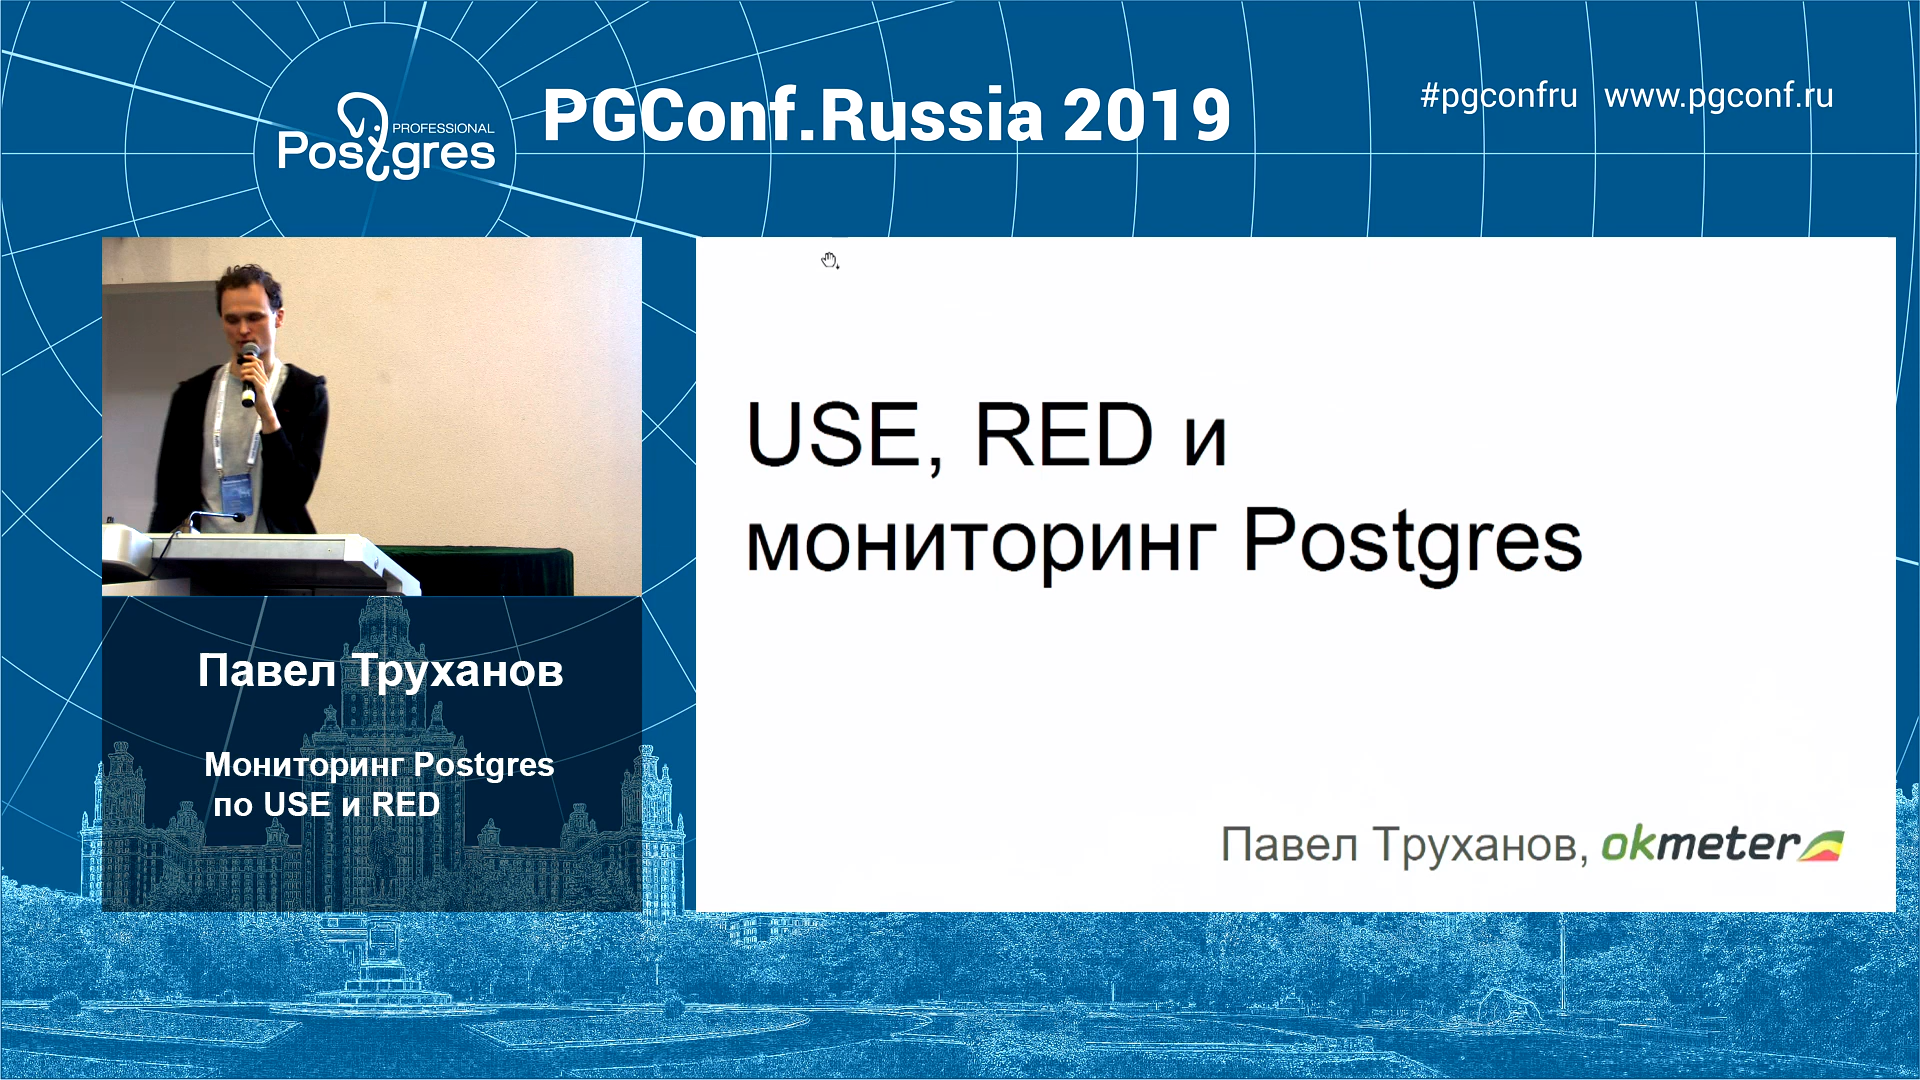 PROFESSIONAL
Postgres
PGConf.Russia 2019
#pgconfru www.pgconf.ru
USE, RED и
мониторинг Postgres
Павел Труханов, okmeter
Павел Труханов
Мониторинг Postgres
по USE и RED